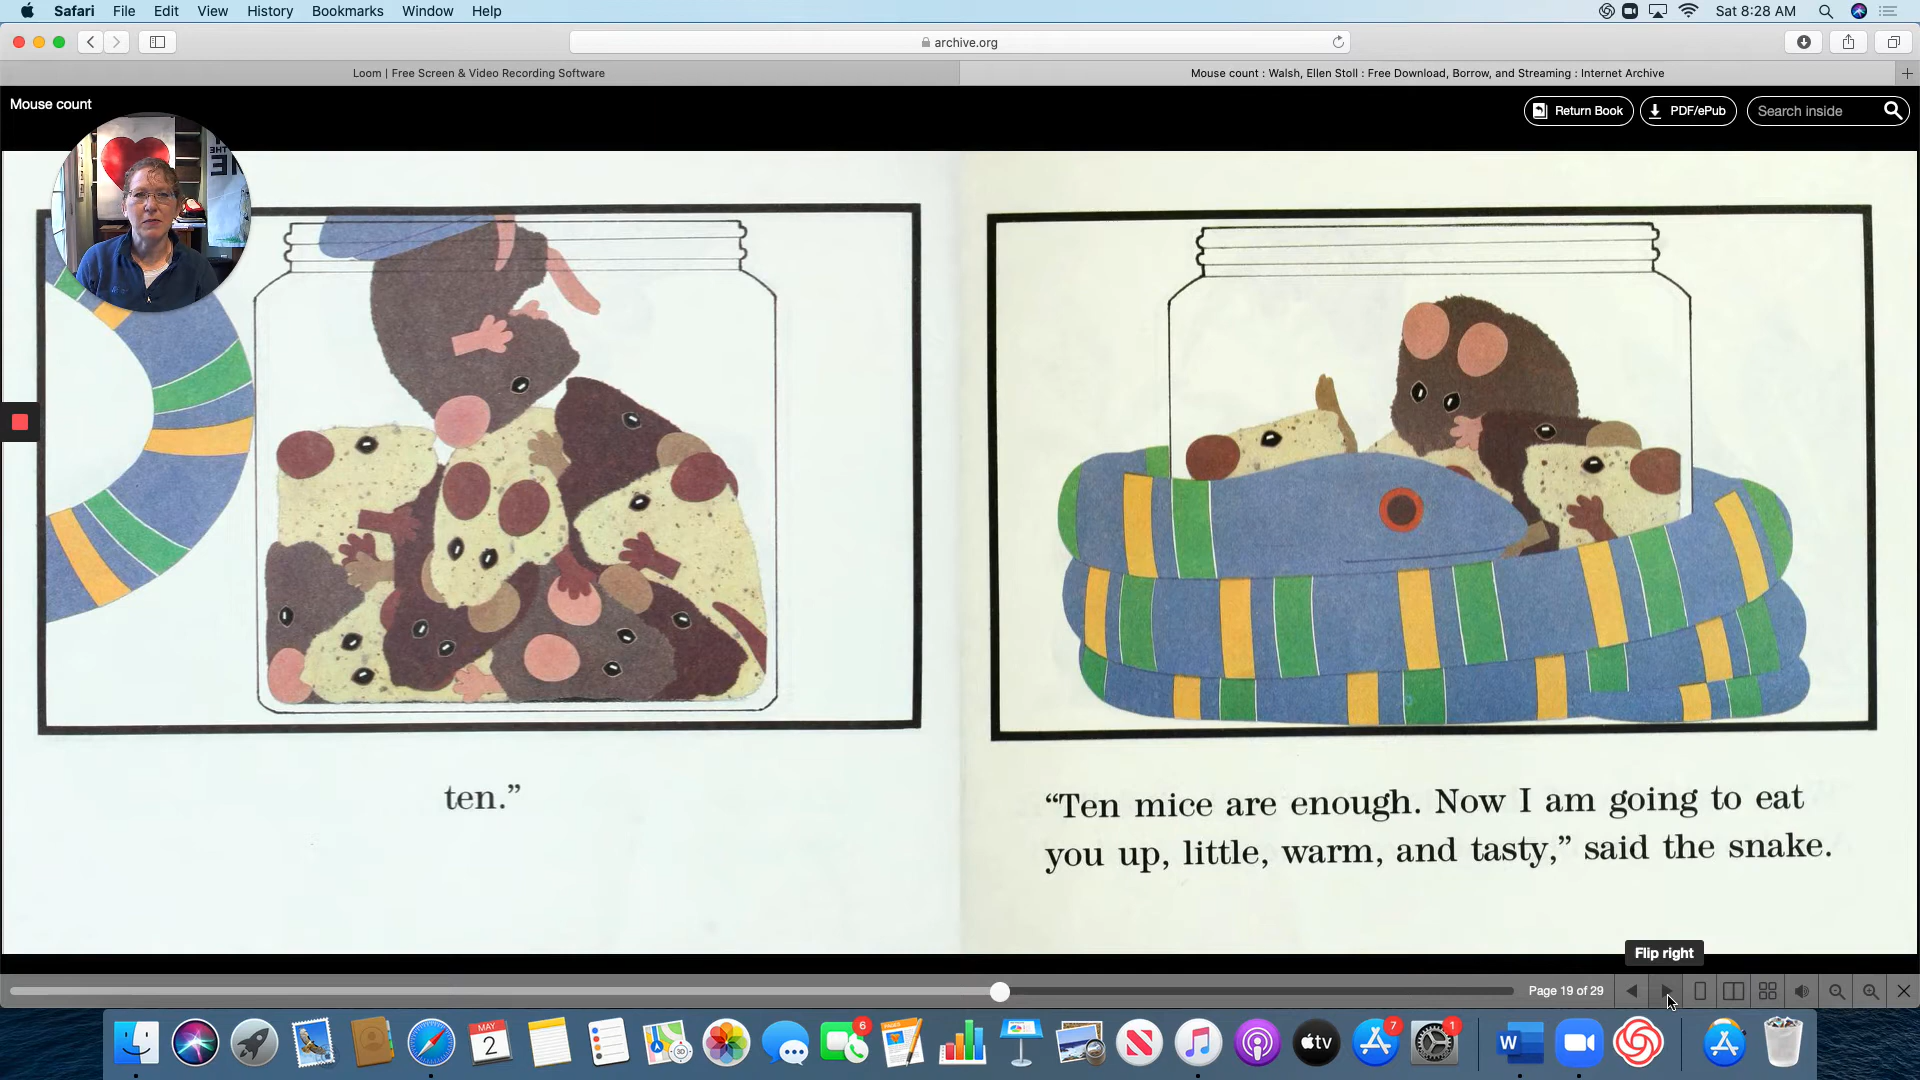 Safari File Edit View History Bookmarks Window Help Sat 8:28 AM
archive.org
Loom | Free Screen & Video Recording Software
Mouse count : Walsh, Ellen Stoll : Free Download, Borrow, and Streaming : Internet Archive
Mouse count
Return Book
PDF/ePub
Search inside
ten.”
“Ten mice are enough. Now I am going to eat
you up, little, warm, and tasty,” said the snake.
Flip right
Page 19 of 29
MAY
2
3D
6
PAGES
tv
7
1
W